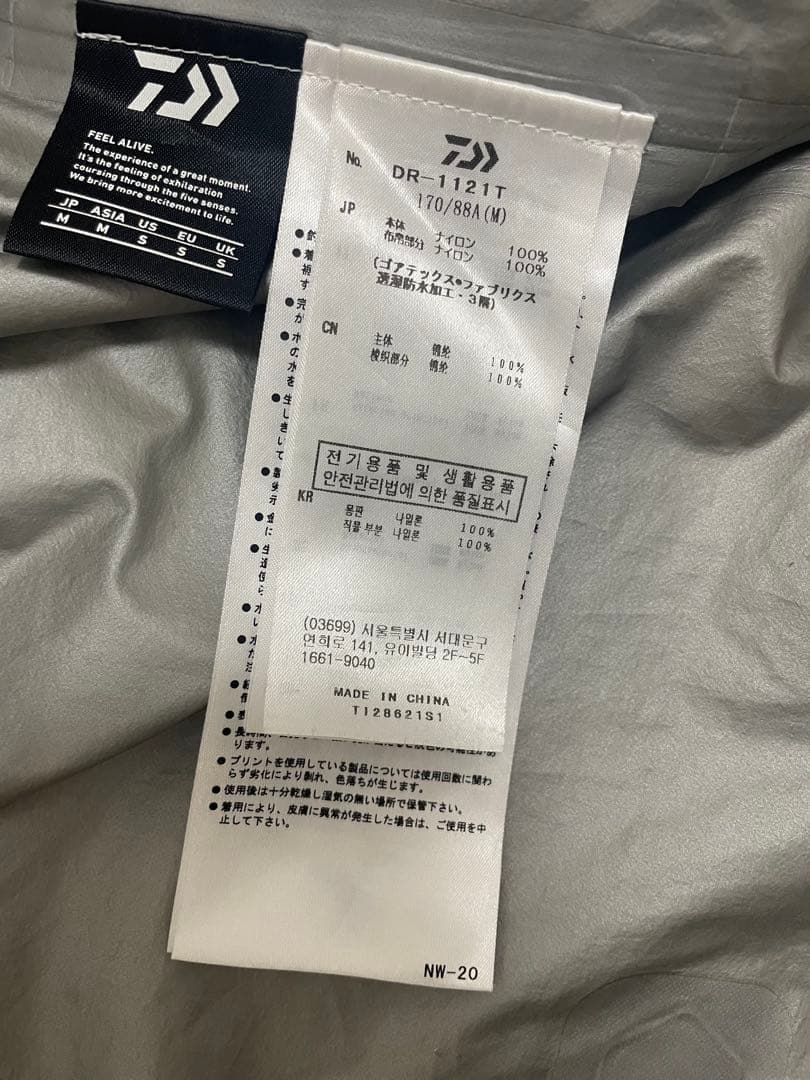 FEEL ALIVE.
The experience of a great moment.
It's the feeling of exhilaration
coursing through the five senses.
We bring more excitement to life.
JP ASIA US EU UK
M M S S S
No. DR-1121T
JP 170/88A(M)
本体 ナイロン 100%
布帛部分 ナイロン 100%
(ゴアテックス・ファブリクス
透湿防水加工・3層)
CN
主体 锦纶 100%
梭织部分 锦纶 100%
전기용품 및 생활용품
안전관리법에 의한 품질표시
KR
몸판 나일론 100%
직물 부분 나일론 100%
(03699) 서울특별시 서대문구
연희로 141, 유이빌딩 2F~5F
1661-9040
MADE IN CHINA
T128621S1
ります。
●プリントを使用している製品については使用回数に関わ
らず劣化により剥れ、色落ちが生じます。
●使用後は十分乾燥し湿気の無い場所で保管下さい。
●着用により、皮膚に異常が発生した場合は、ご使用を中
止して下さい。
NW-20